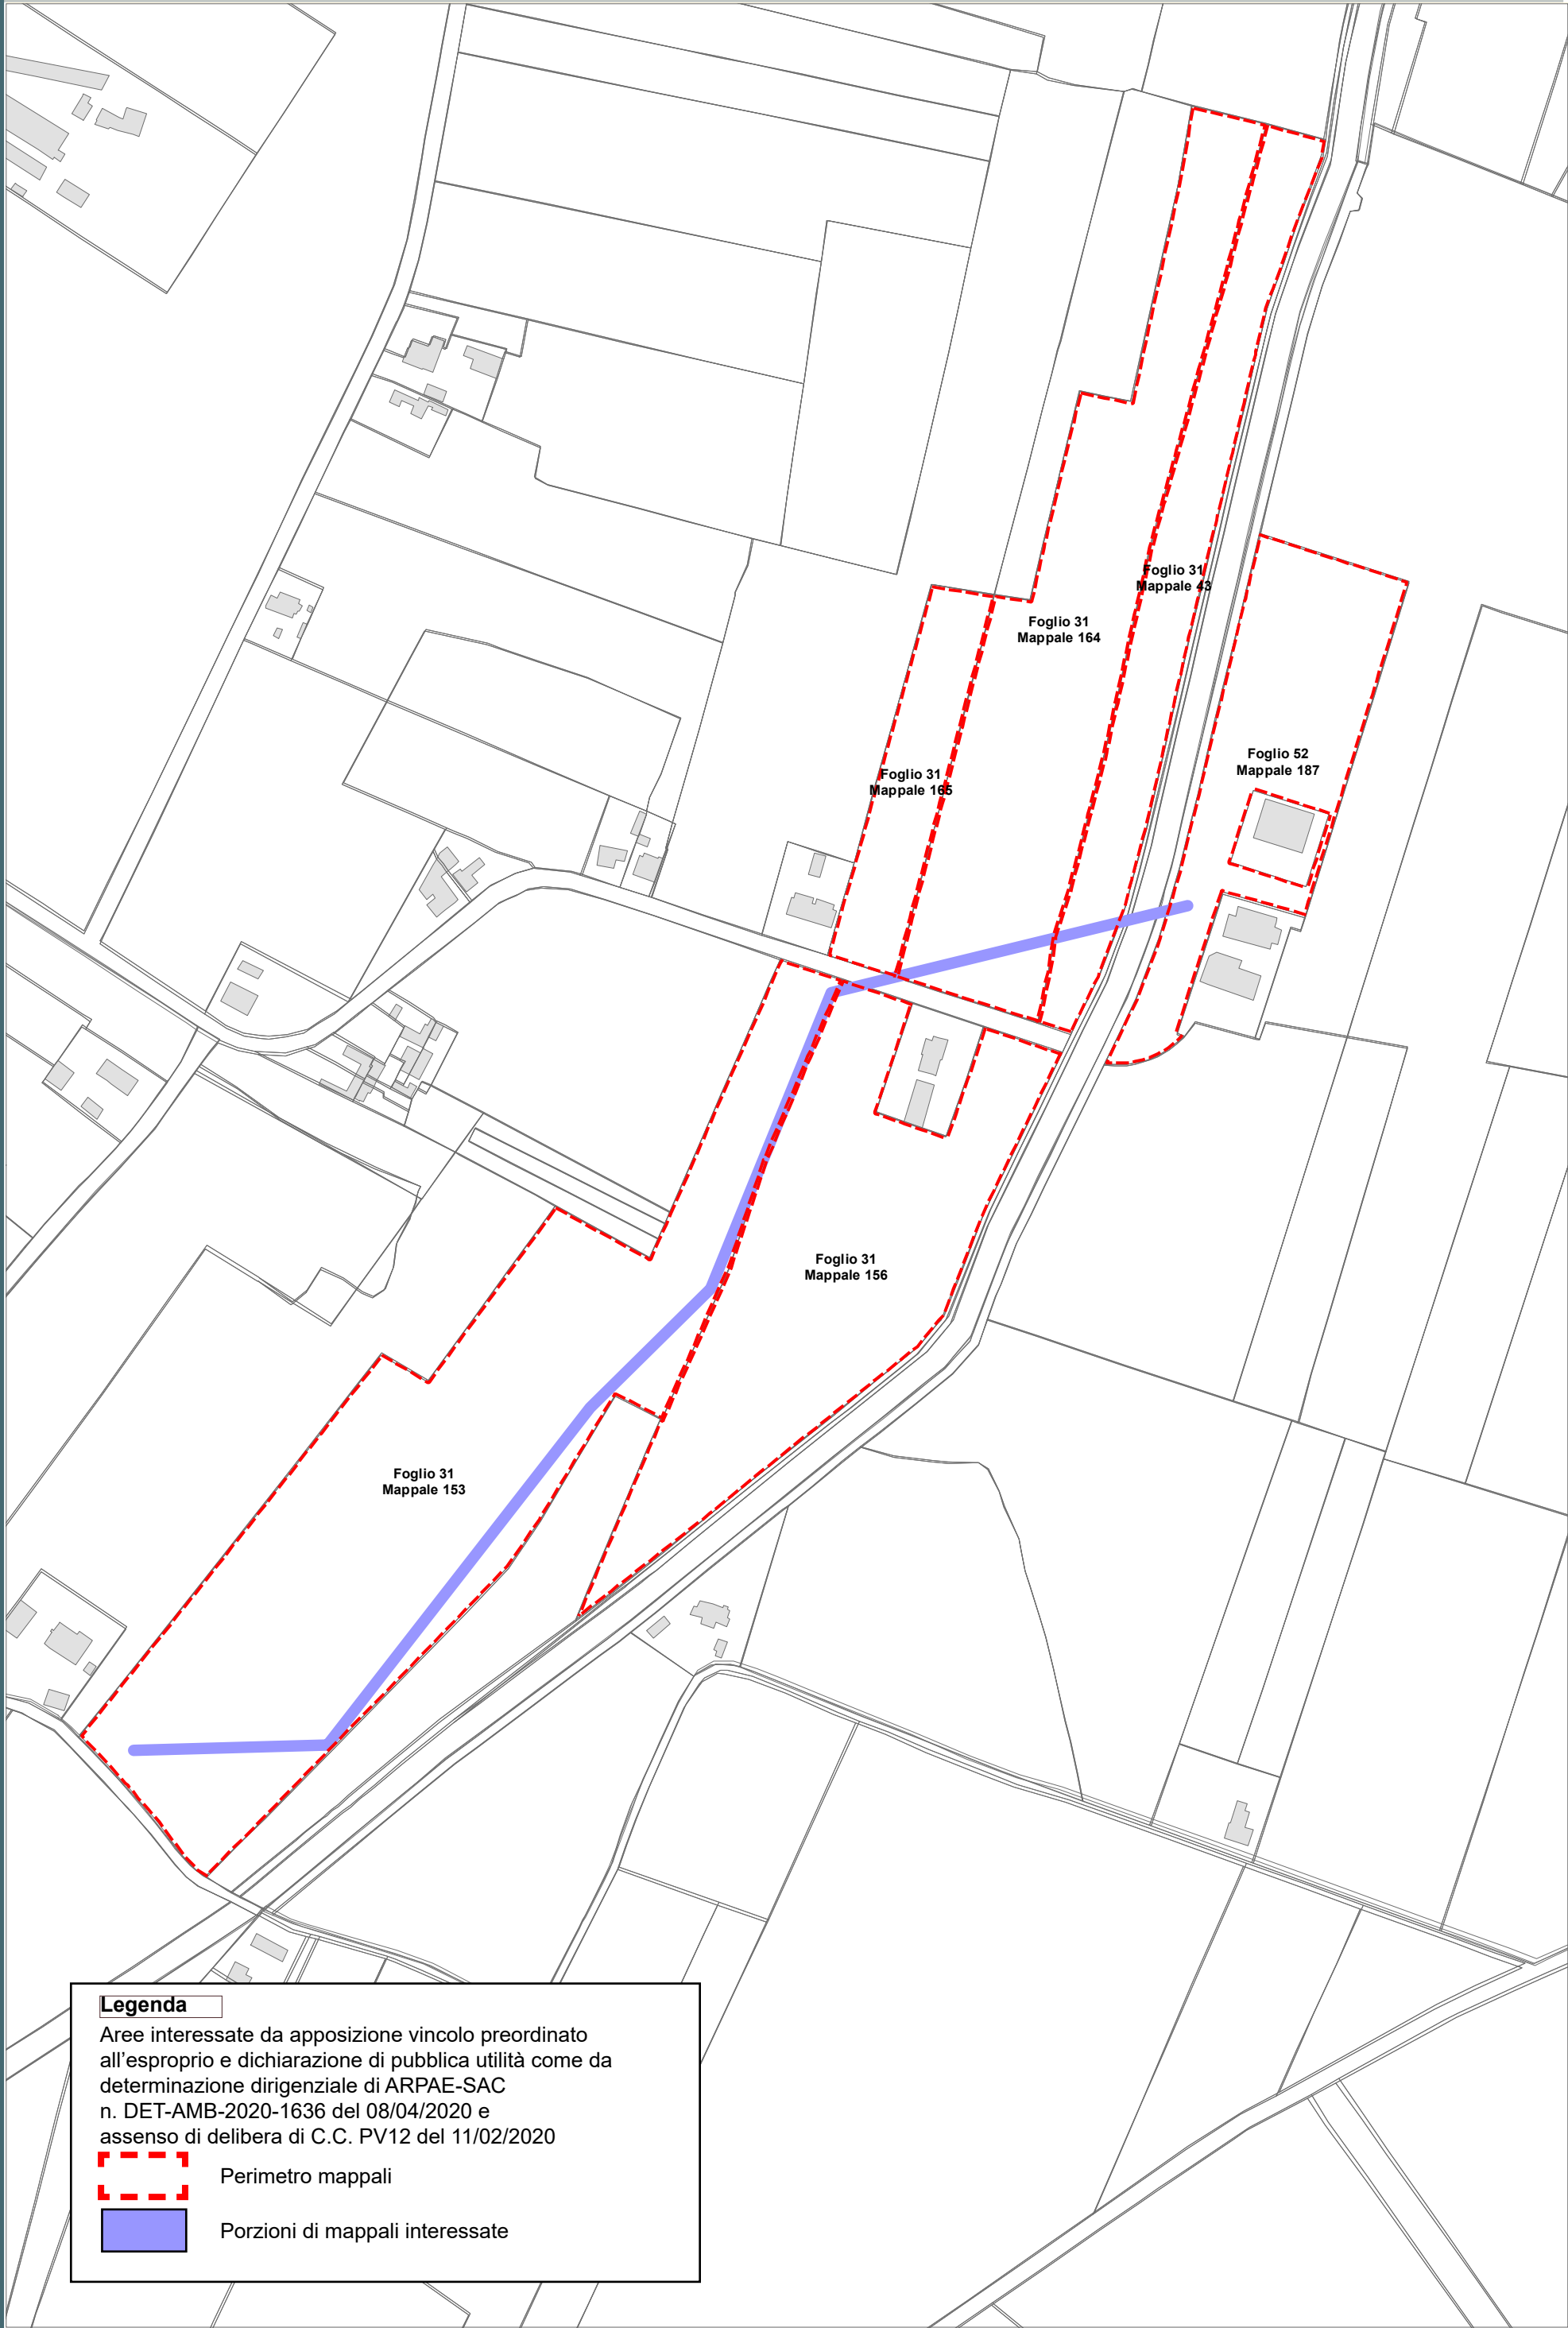 Foglio 31
Mappale 43
Foglio 31
Mappale 164
Foglio 52
Mappale 187
Foglio 31
Mappale 165
Foglio 31
Mappale 156
Foglio 31
Mappale 153
Legenda
Aree interessate da apposizione vincolo preordinato
all'esproprio e dichiarazione di pubblica utilità come da
determinazione dirigenziale di ARPAE-SAC
n. DET-AMB-2020-1636 del 08/04/2020 e
assenso di delibera di C.C. PV12 del 11/02/2020
Perimetro mappali
Porzioni di mappali interessate